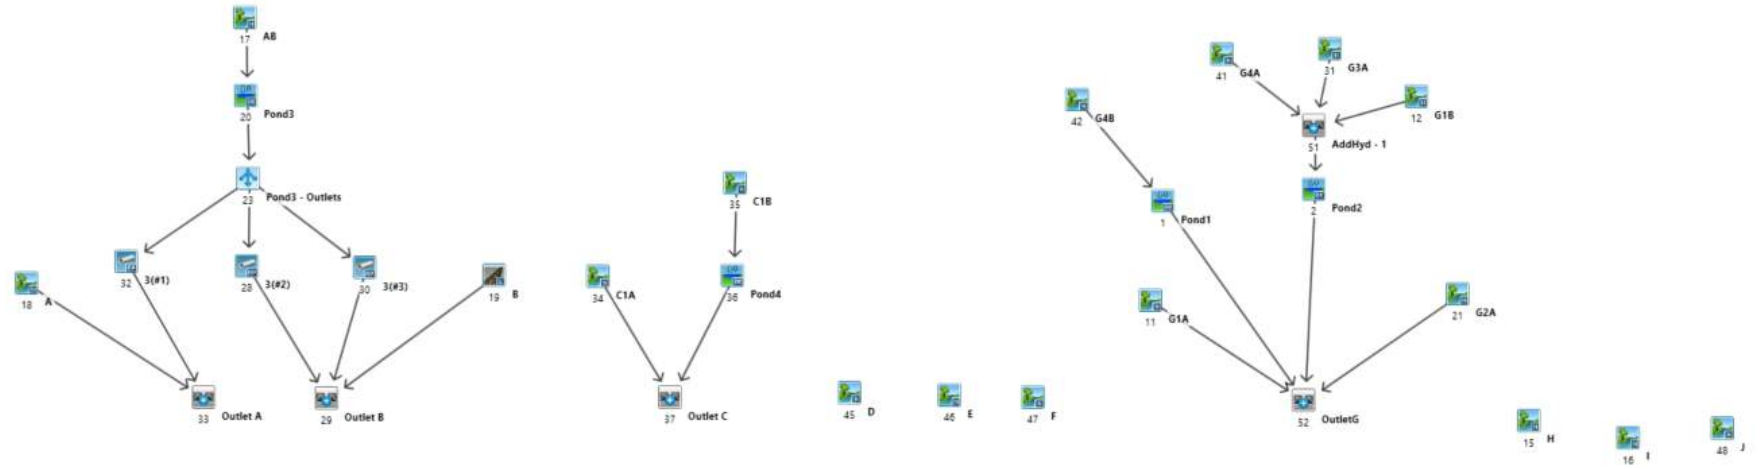 17 AB
20 Pond3
23 Pond3 - Outlets
18 A
32 3(#1)
28 3(#2)
30 3(#3)
19 B
33 Outlet A
29 Outlet B
35 C1B
34 C1A
36 Pond4
37 Outlet C
45 D
46 E
47 F
41 G4A
31 G3A
42 G4B
12 G1B
51 AddHyd - 1
1 Pond1
2 Pond2
11 G1A
21 G2A
52 OutletG
15 H
16 I
48 J